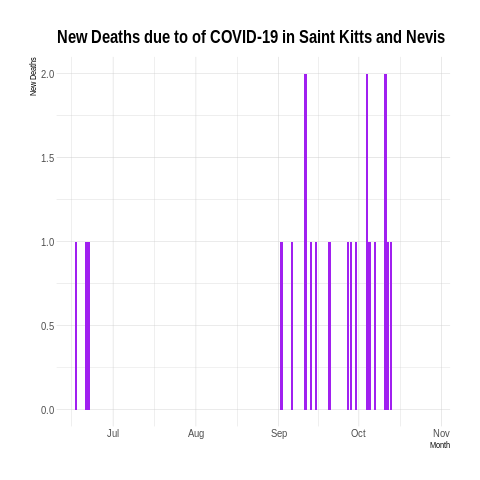 New Deaths due to of COVID-19 in Saint Kitts and Nevis
New Deaths
2.0
1.5
1.0
0.5
0.0
Jul Aug Sep Oct Nov
Month